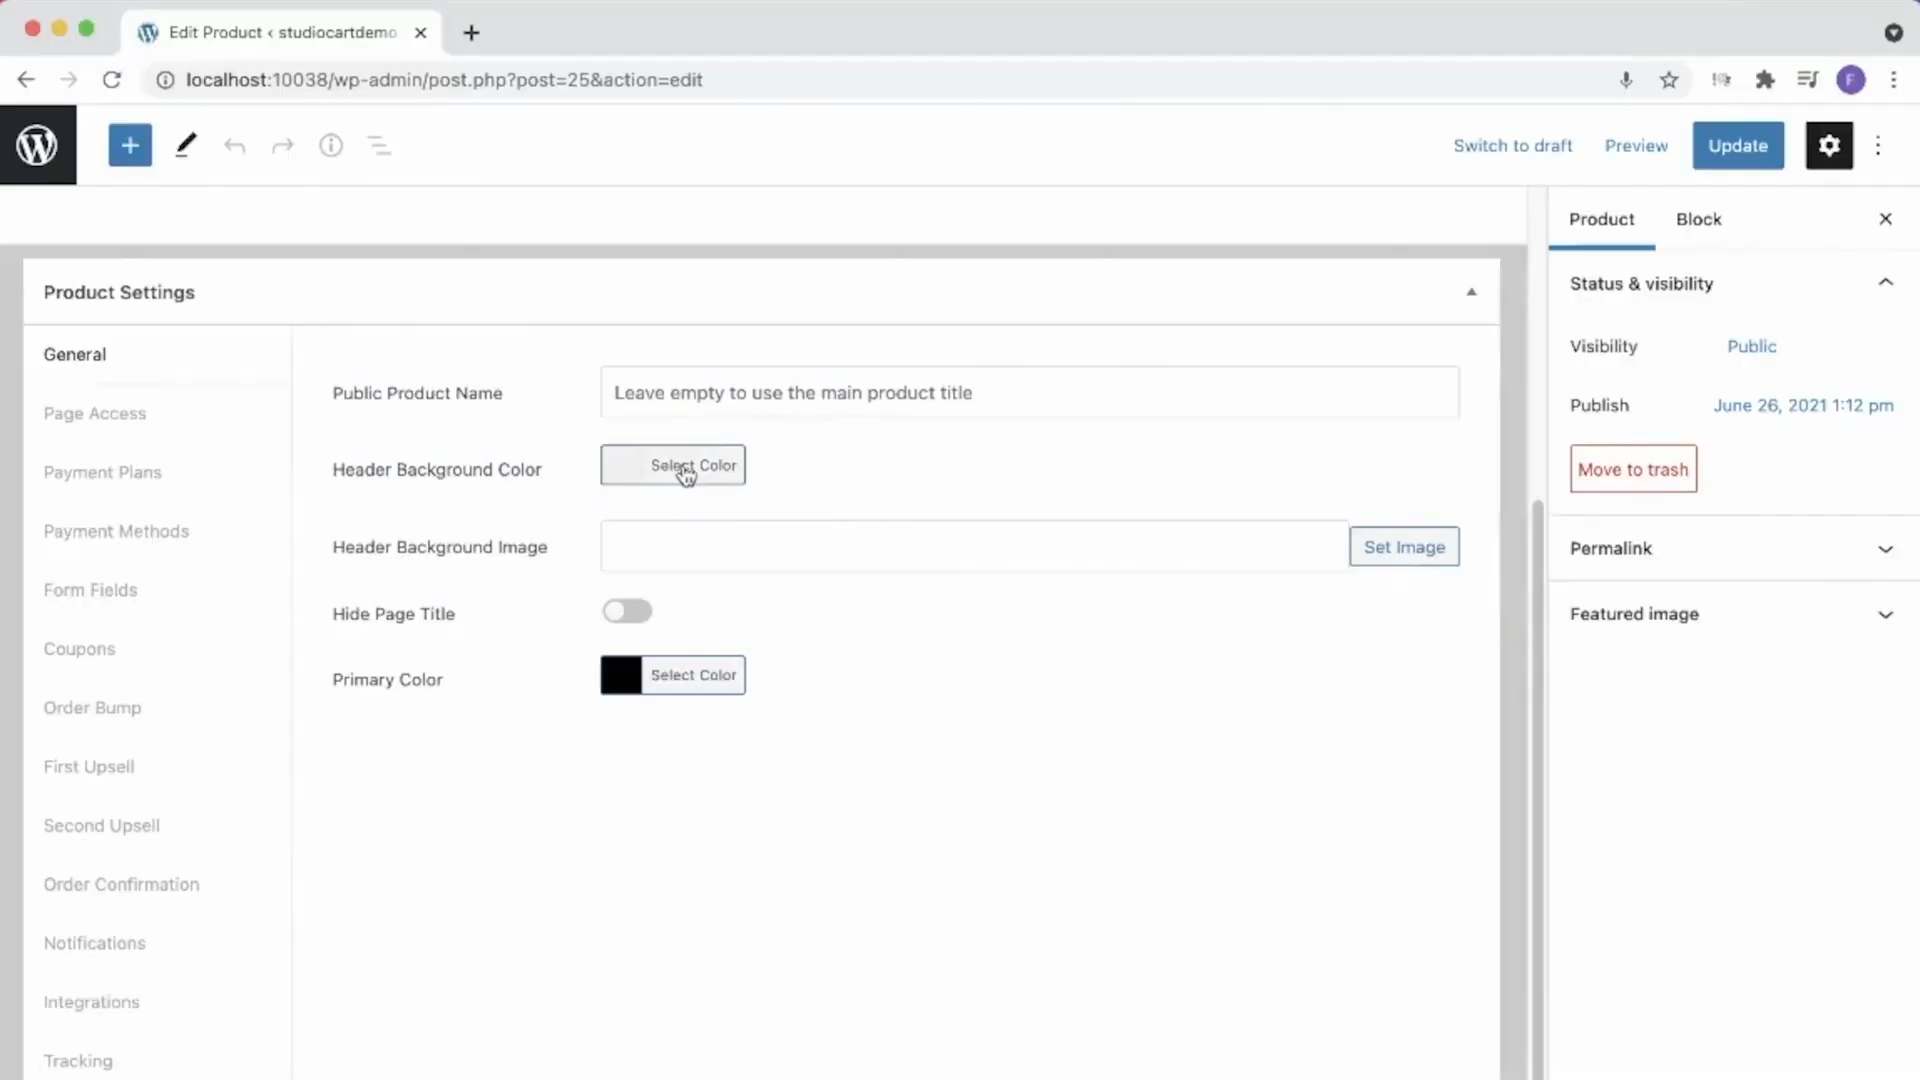 Edit Product ‹ studiocartdemo
localhost:10038/wp-admin/post.php?post=25&action=edit
F
Switch to draft
Preview
Update
Product
Block
Product Settings
Status & visibility
General
Visibility
Public
Public Product Name
Leave empty to use the main product title
Page Access
Publish
June 26, 2021 1:12 pm
Header Background Color
Select Color
Payment Plans
Move to trash
Payment Methods
Header Background Image
Set Image
Permalink
Form Fields
Hide Page Title
Featured image
Coupons
Primary Color
Select Color
Order Bump
First Upsell
Second Upsell
Order Confirmation
Notifications
Integrations
Tracking